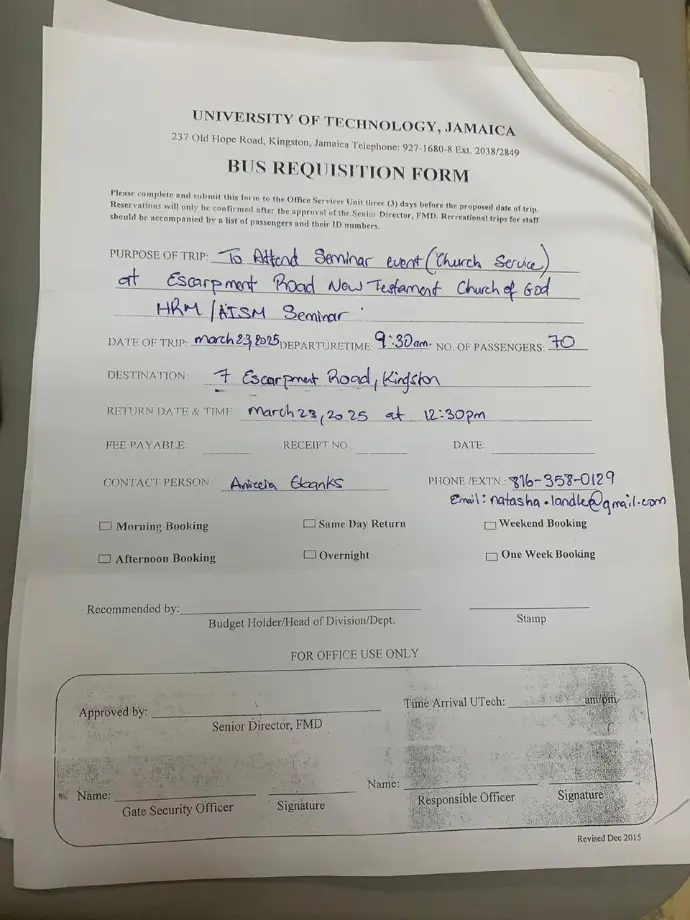 UNIVERSITY OF TECHNOLOGY, JAMAICA
237 Old Hope Road, Kingston, Jamaica Telephone: 927-1680-8 Ext. 2038/2849
BUS REQUISITION FORM
Please complete and submit this form to the Office Services Unit three (3) days before the proposed date of trip.
Reservations will only be confirmed after the approval of the Senior Director, FMD. Recreational trips for staff
should be accompanied by a list of passengers and their ID numbers.
PURPOSE OF TRIP: To Attend Seminar event (Church Service)
at Escarpment Road New Testament Church of God
HRM/AISM Seminar
DATE OF TRIP: march 23, 2025 DEPARTURE TIME 9:30am. NO. OF PASSENGERS: 70
DESTINATION: 7 Escarpment Road, Kingston
RETURN DATE & TIME: march 23, 2025 at 12:30pm
FEE PAYABLE: RECEIPT NO. DATE:
CONTACT PERSON: Ebanks PHONE /EXTN.: 876-358-0129
Email: natasha.landle@gmail.com
Morning Booking Same Day Return Weekend Booking
Afternoon Booking Overnight One Week Booking
Recommended by:
Budget Holder/Head of Division/Dept. Stamp
FOR OFFICE USE ONLY
Approved by: Time Arrival UTech: am/pm
Senior Director, FMD
Name: Name:
Gate Security Officer Signature Responsible Officer Signature
Revised Dec 2015